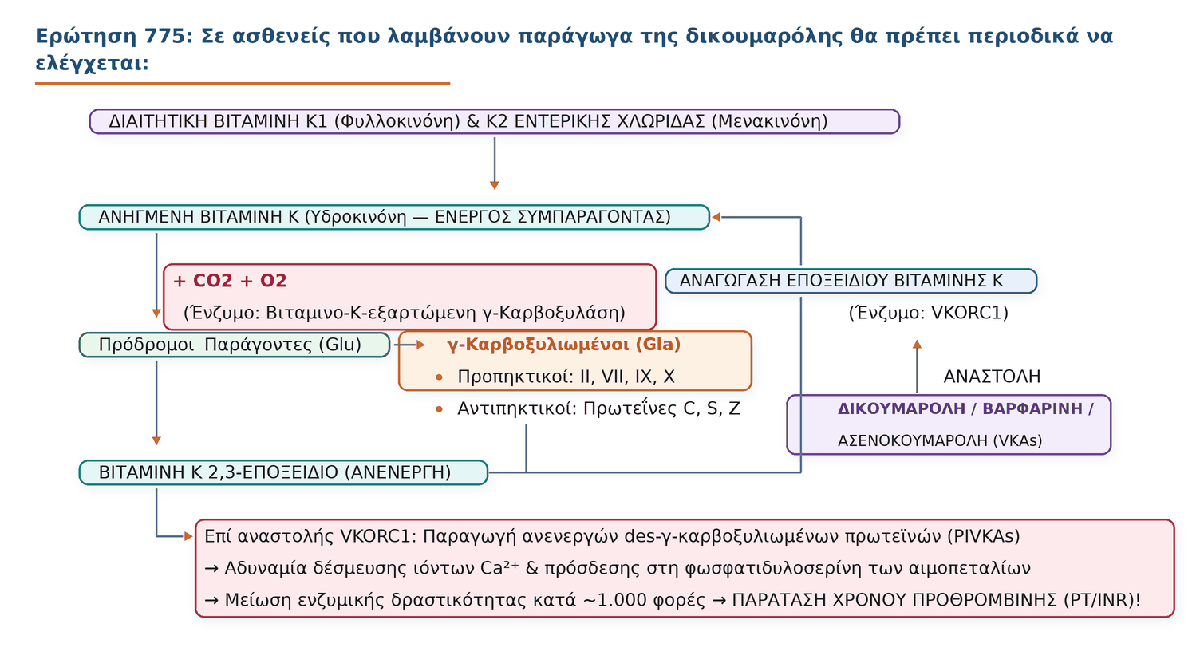 Ερώτηση 775: Σε ασθενείς που λαμβάνουν παράγωγα της δικουμαρόλης θα πρέπει περιοδικά να
ελέγχεται:
ΔΙΑΙΤΗΤΙΚΗ ΒΙΤΑΜΙΝΗ Κ1 (Φυλλοκινόνη) & Κ2 ΕΝΤΕΡΙΚΗΣ ΧΛΩΡΙΔΑΣ (Μενακινόνη)
ΑΝΗΓΜΕΝΗ ΒΙΤΑΜΙΝΗ Κ (Υδροκινόνη — ΕΝΕΡΓΟΣ ΣΥΜΠΑΡΑΓΟΝΤΑΣ)
+ CO2 + O2
(Ένζυμο: Βιταμινο-Κ-εξαρτώμενη γ-Καρβοξυλάση)
ΑΝΑΓΩΓΑΣΗ ΕΠΟΞΕΙΔΙΟΥ ΒΙΤΑΜΙΝΗΣ Κ
(Ένζυμο: VKORC1)
Πρόδρομοι Παράγοντες (Glu)
γ-Καρβοξυλιωμένοι (Gla)
• Προπηκτικοί: II, VII, IX, X
• Αντιπηκτικοί: Πρωτεΐνες C, S, Z
ΑΝΑΣΤΟΛΗ
ΔΙΚΟΥΜΑΡΟΛΗ / ΒΑΡΦΑΡΙΝΗ /
ΑΣΕΝΟΚΟΥΜΑΡΟΛΗ (VKAs)
ΒΙΤΑΜΙΝΗ Κ 2,3-ΕΠΟΞΕΙΔΙΟ (ΑΝΕΝΕΡΓΗ)
Επί αναστολής VKORC1: Παραγωγή ανενεργών des-γ-καρβοξυλιωμένων πρωτεϊνών (PIVKAs)
→ Αδυναμία δέσμευσης ιόντων Ca²⁺ & πρόσδεσης στη φωσφατιδυλοσερίνη των αιμοπεταλίων
→ Μείωση ενζυμικής δραστικότητας κατά ~1.000 φορές → ΠΑΡΑΤΑΣΗ ΧΡΟΝΟΥ ΠΡΟΘΡΟΜΒΙΝΗΣ (PT/INR)!